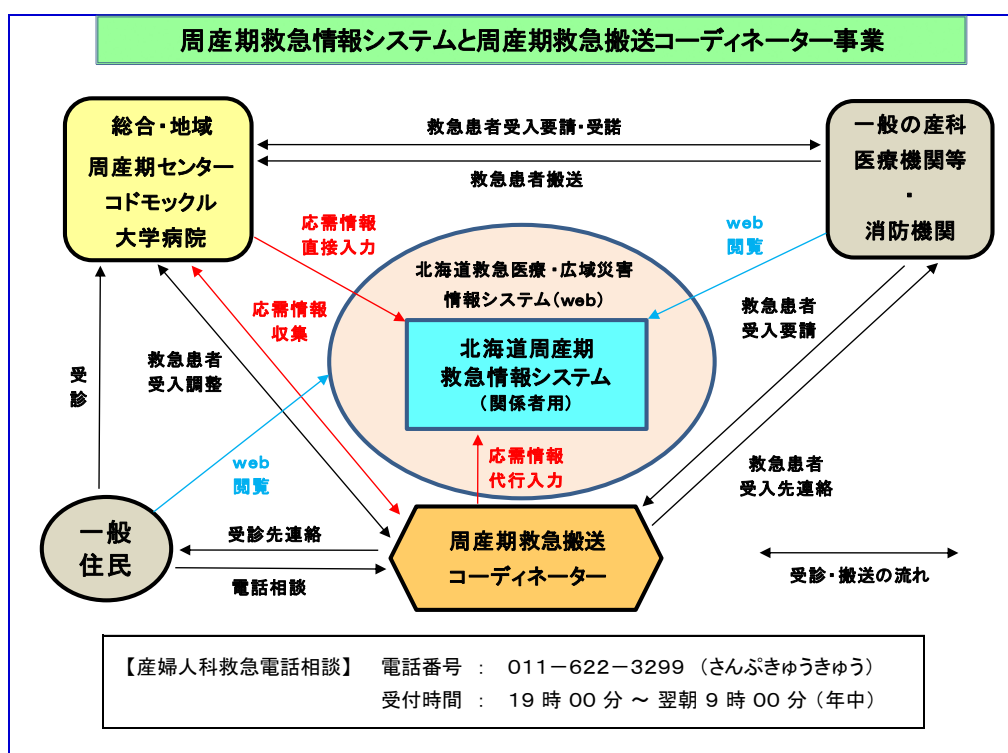 周産期救急情報システムと周産期救急搬送コーディネーター事業
総合・地域
周産期センター
コドモックル
大学病院
救急患者受入要請・受諾
救急患者搬送
一般の産科
医療機関等
・
消防機関
応需情報
直接入力
web
閲覧
北海道救急医療・広域災害
情報システム(web)
北海道周産期
救急情報システム
(関係者用)
応需情報
収集
救急患者
受入要請
救急患者
受入調整
受
診
応需情報
代行入力
救急患者
受入先連絡
web
閲覧
一般
住民
受診先連絡
電話相談
周産期救急搬送
コーディネーター
受診・搬送の流れ
【産婦人科救急電話相談】 電話番号 : 011-622-3299 (さんぷきゅうきゅう)
受付時間 : 19時00分 ~ 翌朝9時00分(年中)